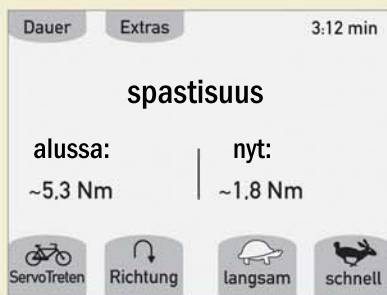 Dauer Extras 3:12 min
spastisuus
alussa: nyt:
~5,3 Nm ~1,8 Nm
ServoTreten Richtung langsam schnell